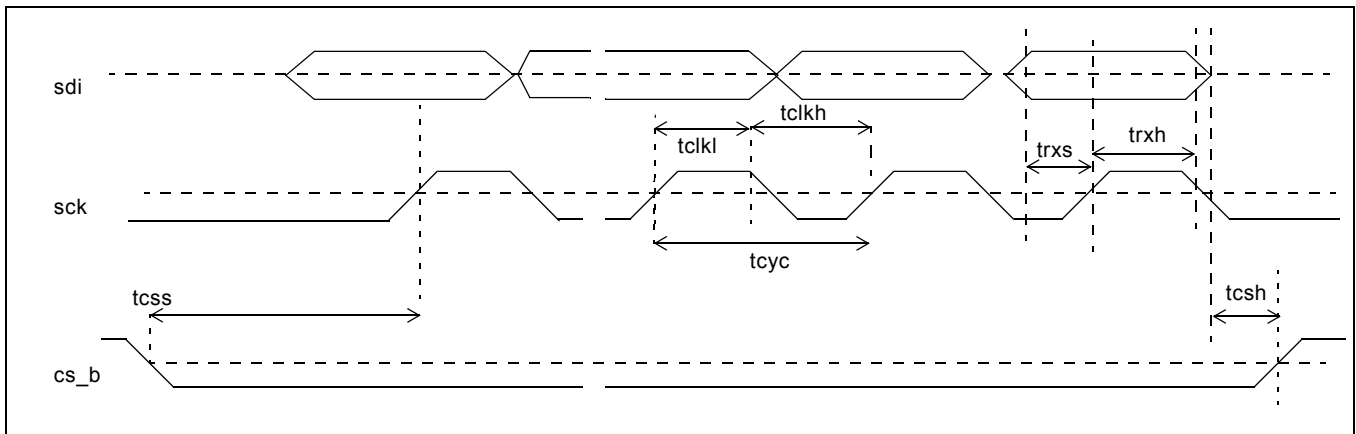 sdi
tclkh
tclkl
trxs
trxh
sck
tcyc
tcss
tcsh
cs_b